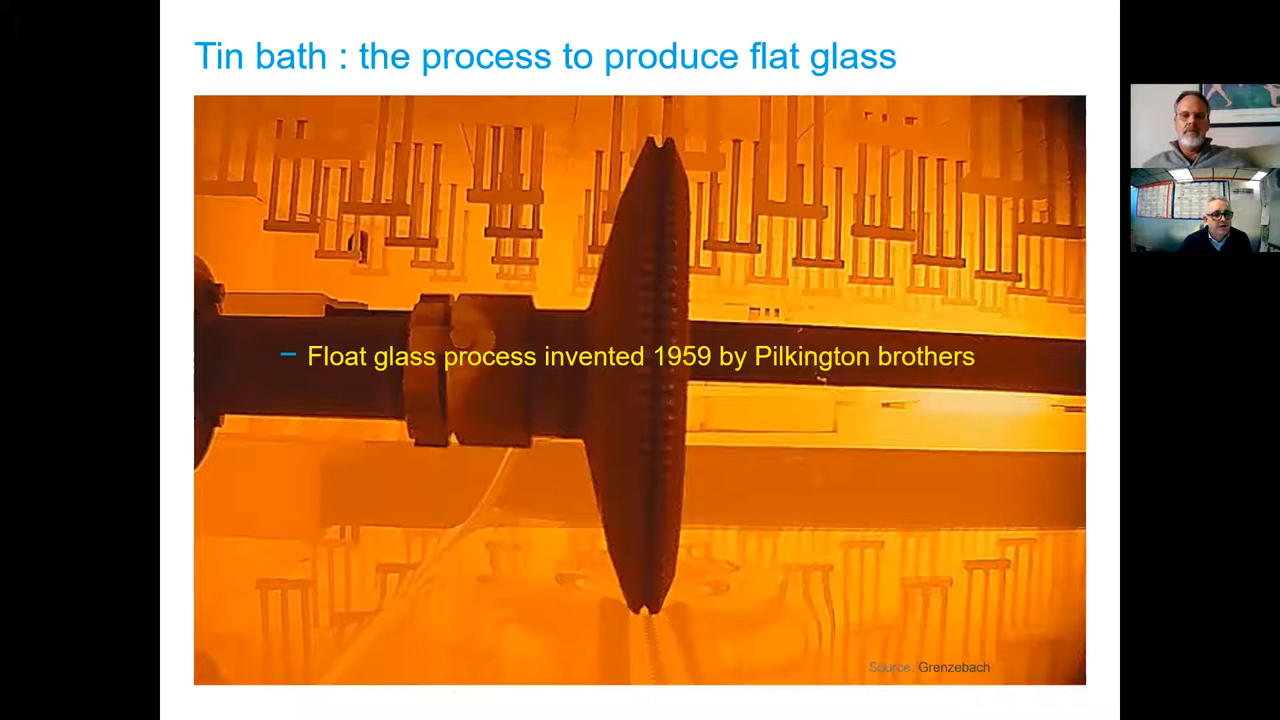 Tin bath : the process to produce flat glass
– Float glass process invented 1959 by Pilkington brothers
Source: Grenzebach